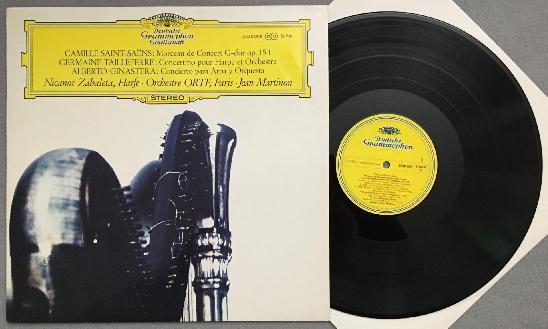 Deutsche
Grammophon
Gesellschaft
CAMILLE SAINT-SAËNS: Morceau de Concert G-dur op. 154
GERMAINE TAILLEFERRE: Concertino pour Harpe et Orchestre
ALBERTO GINASTERA: Concierto para Arpa y Orquesta
Nicanor Zabaleta, Harfe · Orchestre ORTF, Paris · Jean Martinon
STEREO
Deutsche
Grammophon